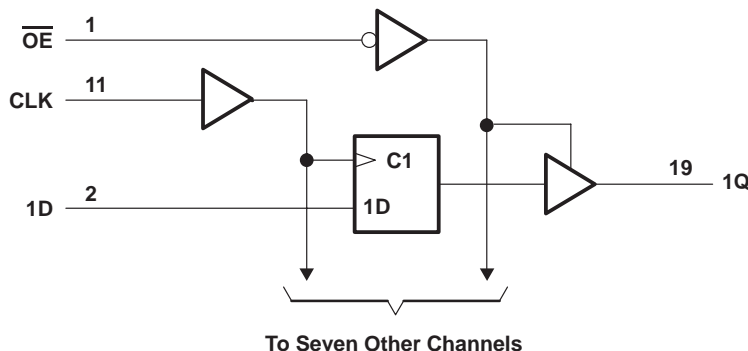 OE 1
CLK 11
C1
1D 2 1D
19 1Q
To Seven Other Channels